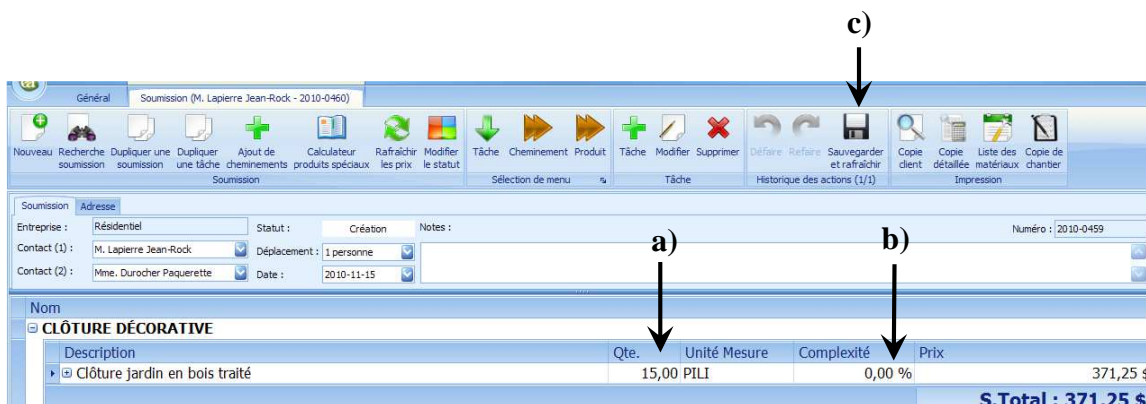 c)
Général Soumission (M. Lapierre Jean-Rock - 2010-0460)
Nouveau Recherche soumission Dupliquer une soumission Dupliquer une tâche Ajout de cheminements Calculateur produits spéciaux Rafraîchir les prix Modifier le statut Tâche Cheminement Produit Tâche Modifier Supprimer Défaire Refaire Sauvegarder et rafraîchir Copie client Copie détaillée Liste des matériaux Copie de chantier
Soumission Sélection de menu Tâche Historique des actions (1/1) Impression
Soumission Adresse
Entreprise : Résidentiel Statut : Création Notes : Numéro : 2010-0459
Contact (1) : M. Lapierre Jean-Rock Déplacement : 1 personne a) b)
Contact (2) : Mme. Durocher Paquerette Date : 2010-11-15
Nom
CLÔTURE DÉCORATIVE
Description Qte. Unité Mesure Complexité Prix
Clôture jardin en bois traité 15,00 PILI 0,00 % 371,25 $
S.Total : 371,25 $